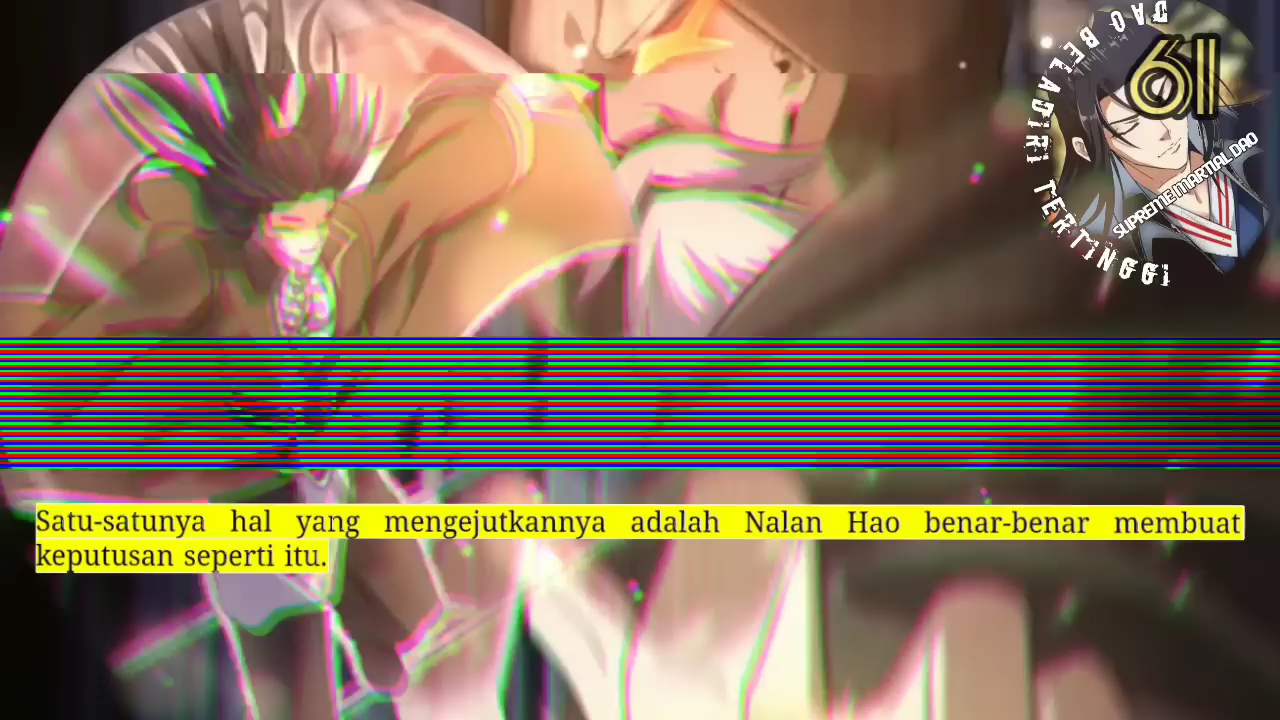 DAO BELADIRI TERTINGGI
61
SUPREME MARTIAL DAO
Satu-satunya hal yang mengejutkannya adalah Nalan Hao benar-benar membuat
keputusan seperti itu.